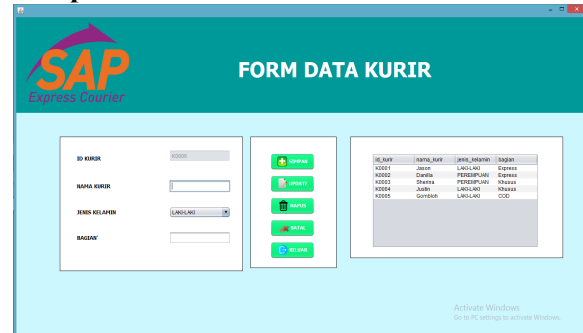 SAP
Express Courier
FORM DATA KURIR
ID KURIR
K0006
NAMA KURIR
JENIS KELAMIN
LAKI-LAKI
BAGIAN'
SIMPAN
UPDATE
HAPUS
BATAL
KELUAR
id_kurir nama_kurir jenis_kelamin bagian
K0001 Jason LAKI-LAKI Express
K0002 Danilla PEREMPUAN Express
K0003 Sherina PEREMPUAN Khusus
K0004 Justin LAKI-LAKI Khusus
K0005 Gombloh LAKI-LAKI COD
Activate Windows
Go to PC settings to activate Windows.